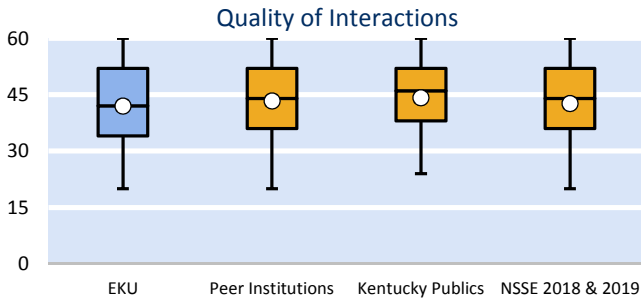 Quality of Interactions
60
45
30
15
0
EKU Peer Institutions Kentucky Publics NSSE 2018 & 2019